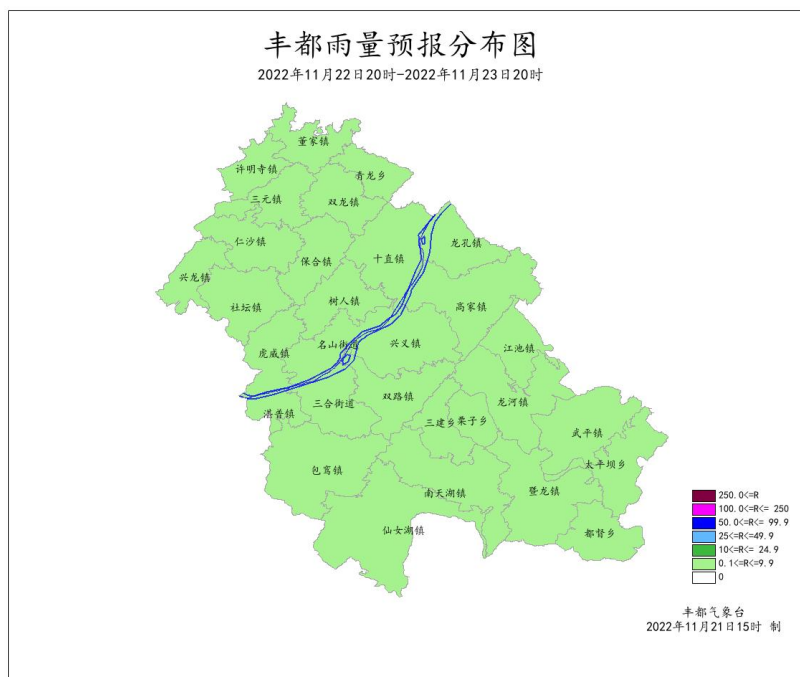 丰都雨量预报分布图
2022年11月22日20时-2022年11月23日20时
董家镇
许明寺镇
青龙乡
三元镇
双龙镇
仁沙镇
龙孔镇
保合镇
十直镇
兴龙镇
树人镇
社坛镇
高家镇
名山街道
兴义镇
虎威镇
江池镇
双路镇
三合街道
龙河镇
湛普镇
三建乡
栗子乡
武平镇
太平坝乡
包鸾镇
南天湖镇
暨龙镇
仙女湖镇
都督乡
250.0<=R
100.0<=R<= 250
50.0<=R<= 99.9
25<=R<=49.9
10<=R<= 24.9
0.1<=R<=9.9
0
丰都气象台
2022年11月21日15时 制